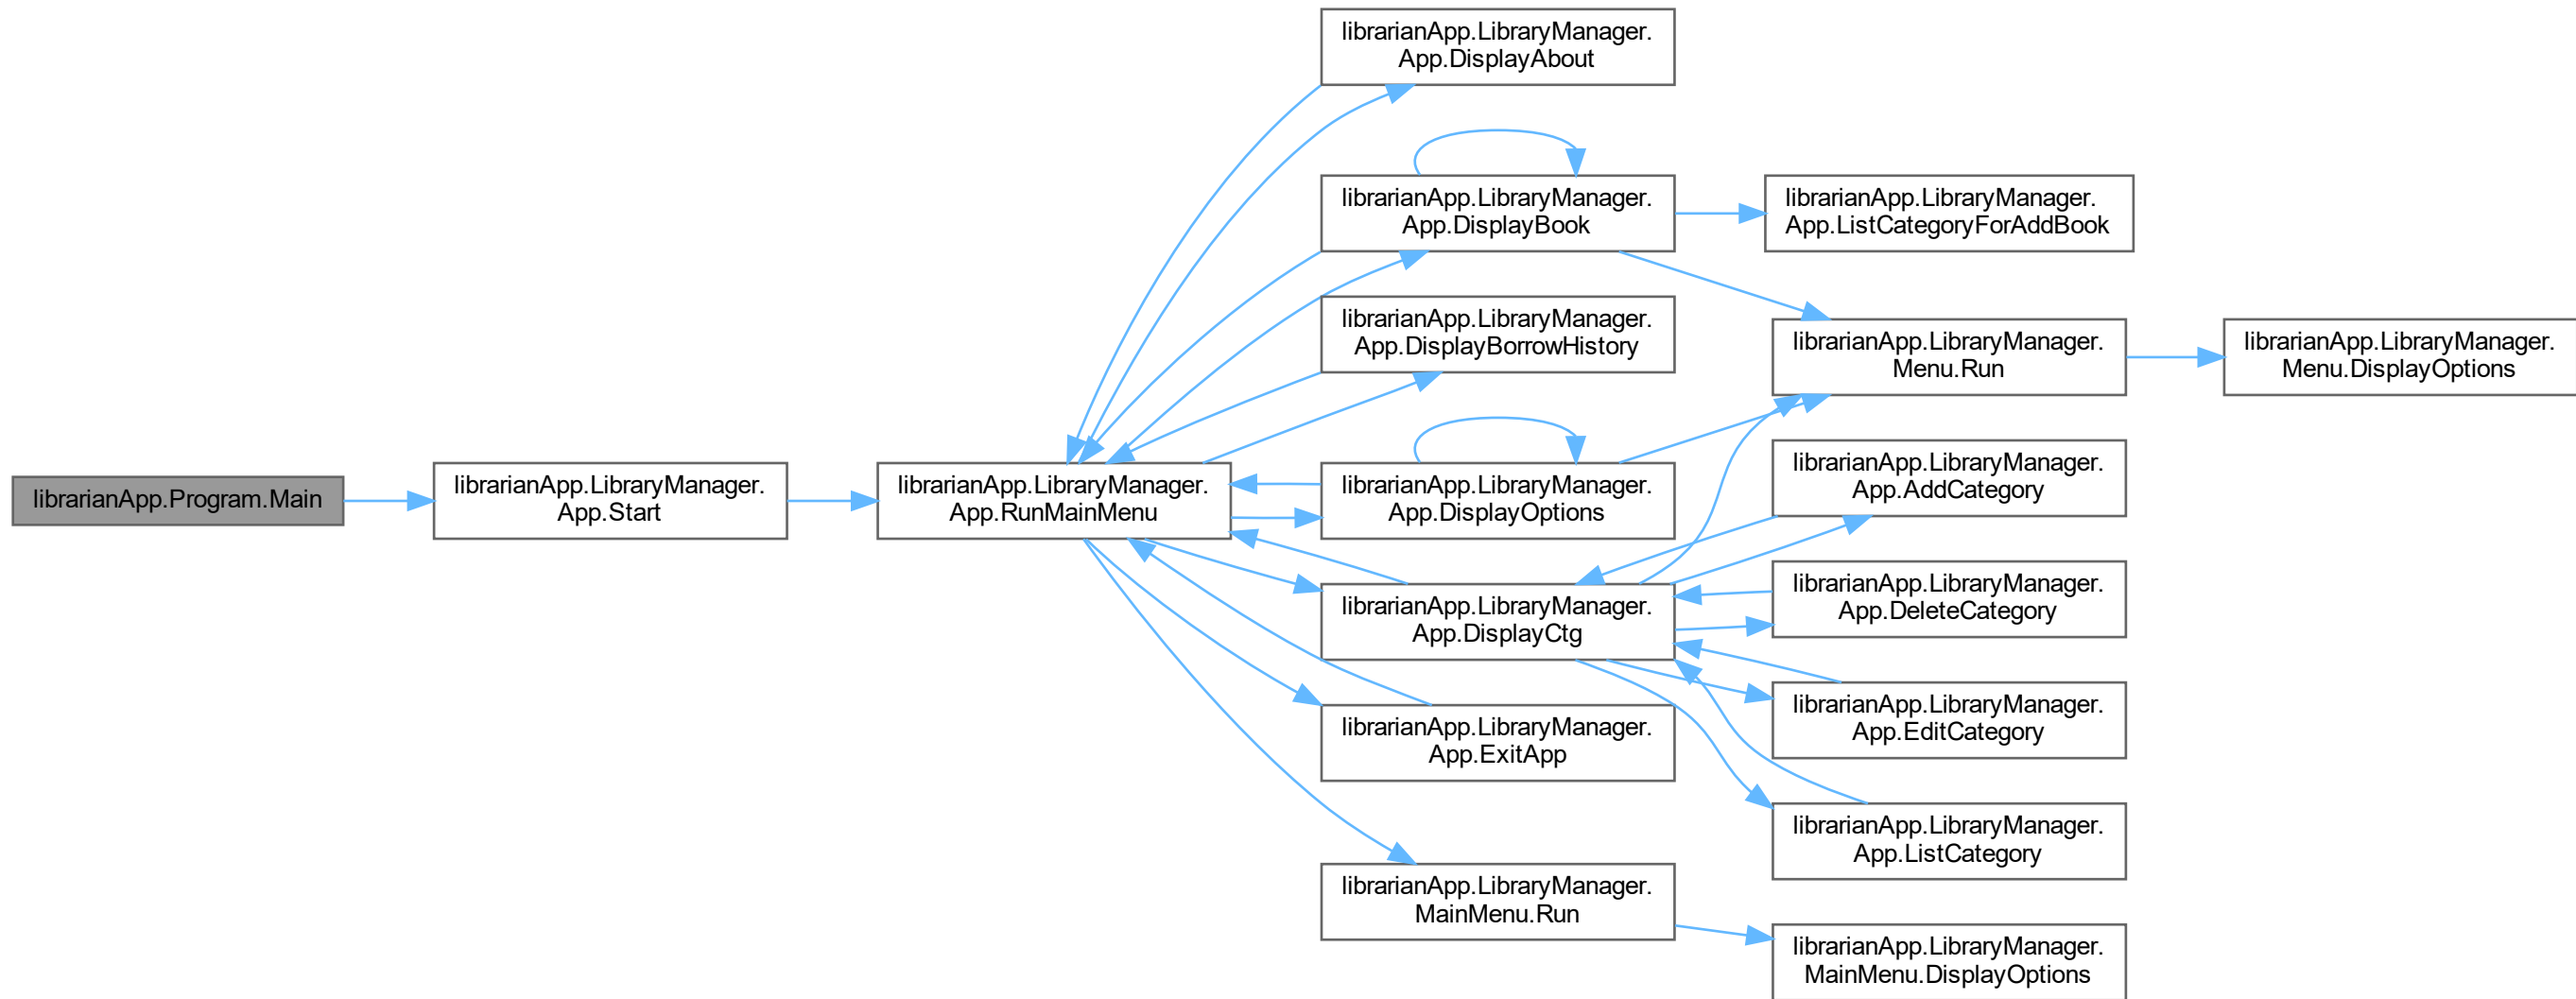 librarianApp.Program.Main
librarianApp.LibraryManager.
App.Start
librarianApp.LibraryManager.
App.RunMainMenu
librarianApp.LibraryManager.
App.DisplayAbout
librarianApp.LibraryManager.
App.DisplayBook
librarianApp.LibraryManager.
App.DisplayBorrowHistory
librarianApp.LibraryManager.
App.DisplayOptions
librarianApp.LibraryManager.
App.DisplayCtg
librarianApp.LibraryManager.
App.ExitApp
librarianApp.LibraryManager.
MainMenu.Run
librarianApp.LibraryManager.
App.ListCategoryForAddBook
librarianApp.LibraryManager.
Menu.Run
librarianApp.LibraryManager.
App.AddCategory
librarianApp.LibraryManager.
App.DeleteCategory
librarianApp.LibraryManager.
App.EditCategory
librarianApp.LibraryManager.
App.ListCategory
librarianApp.LibraryManager.
MainMenu.DisplayOptions
librarianApp.LibraryManager.
Menu.DisplayOptions